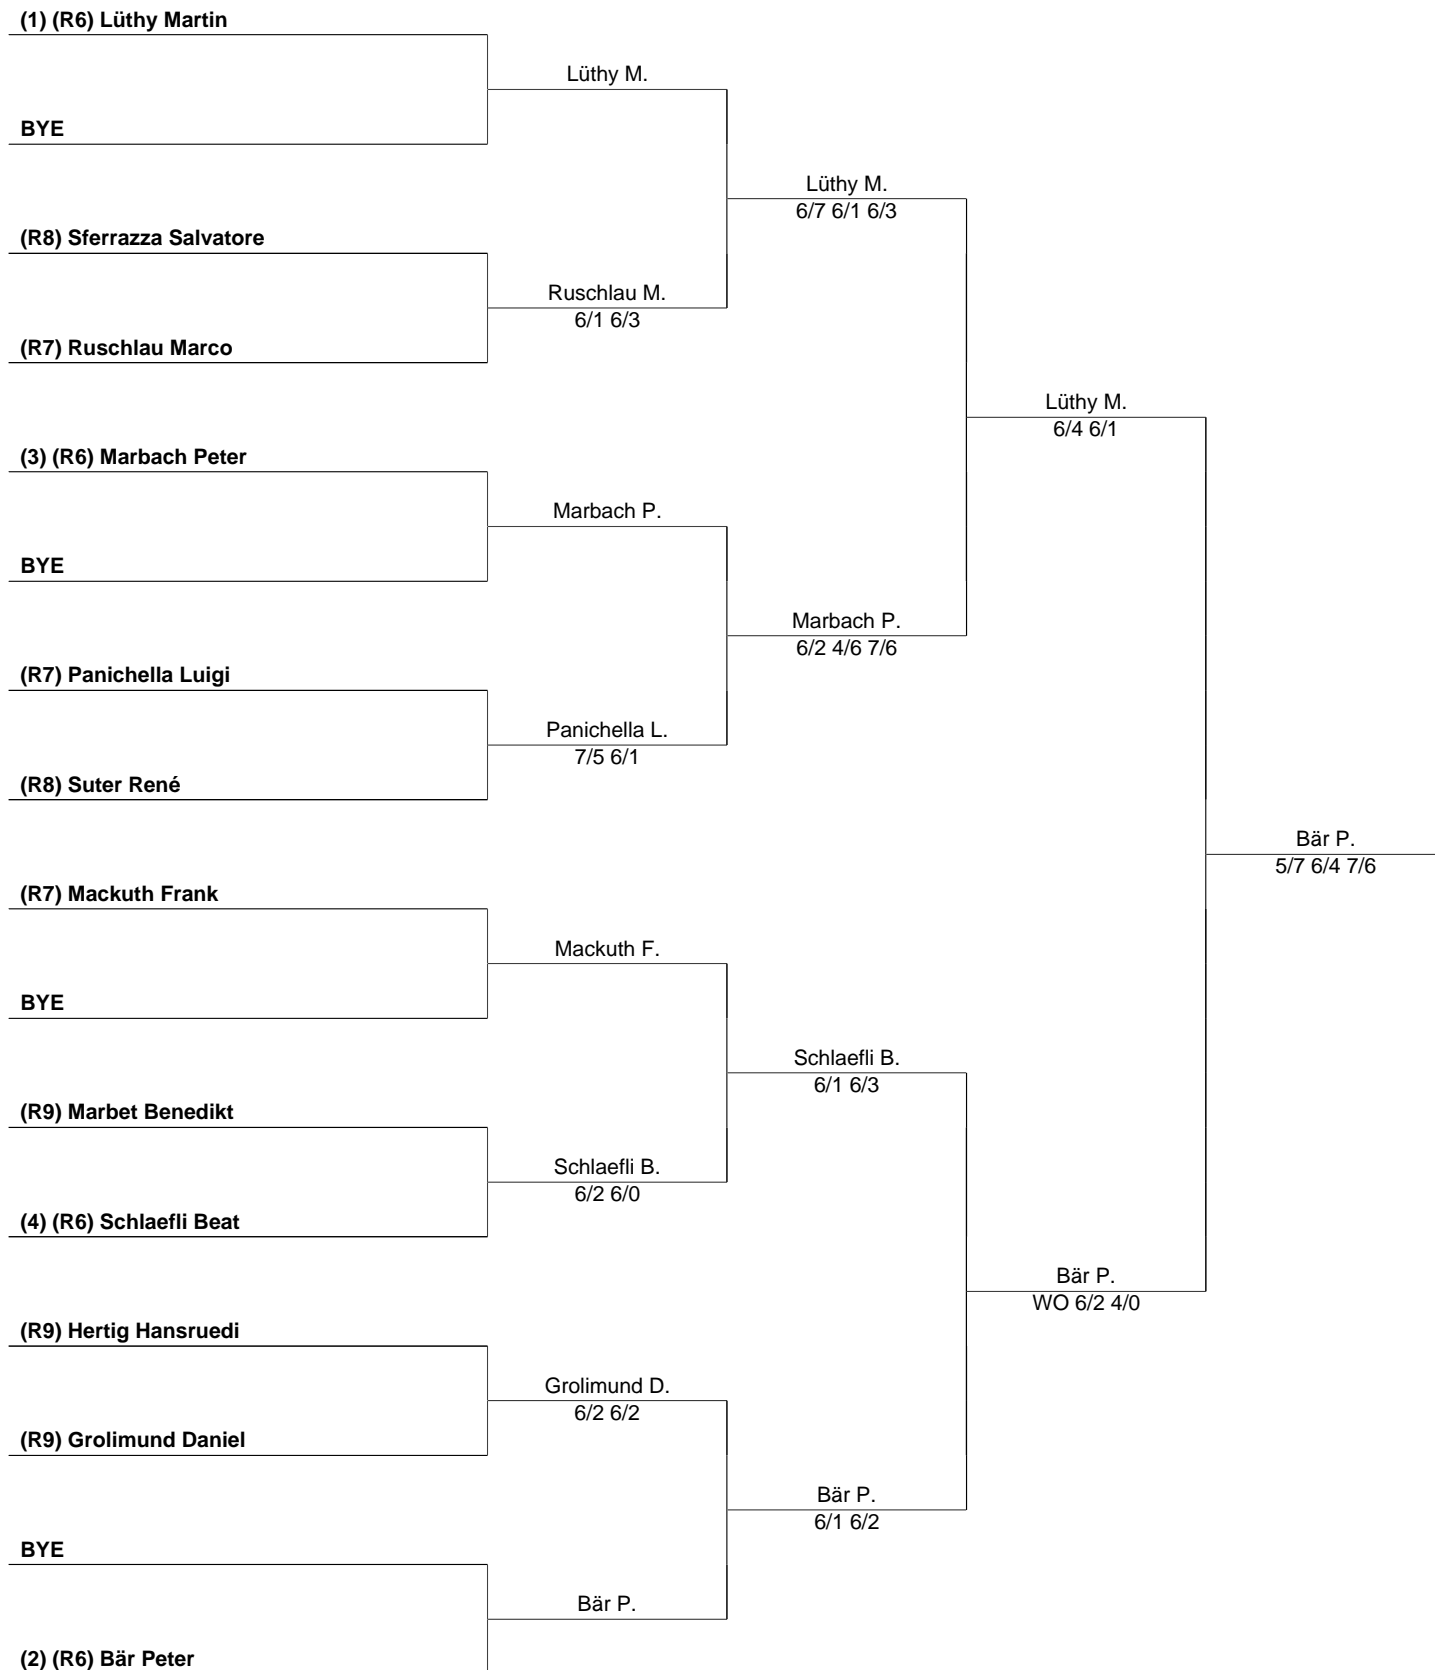 (1) (R6) Lüthy Martin
Lüthy M.
BYE
Lüthy M.
6/7 6/1 6/3
(R8) Sferrazza Salvatore
Ruschlau M.
6/1 6/3
(R7) Ruschlau Marco
Lüthy M.
6/4 6/1
(3) (R6) Marbach Peter
Marbach P.
BYE
Marbach P.
6/2 4/6 7/6
(R7) Panichella Luigi
Panichella L.
7/5 6/1
(R8) Suter René
Bär P.
5/7 6/4 7/6
(R7) Mackuth Frank
Mackuth F.
BYE
Schlaefli B.
6/1 6/3
(R9) Marbet Benedikt
Schlaefli B.
6/2 6/0
(4) (R6) Schlaefli Beat
Bär P.
WO 6/2 4/0
(R9) Hertig Hansruedi
Grolimund D.
6/2 6/2
(R9) Grolimund Daniel
Bär P.
6/1 6/2
BYE
Bär P.
(2) (R6) Bär Peter